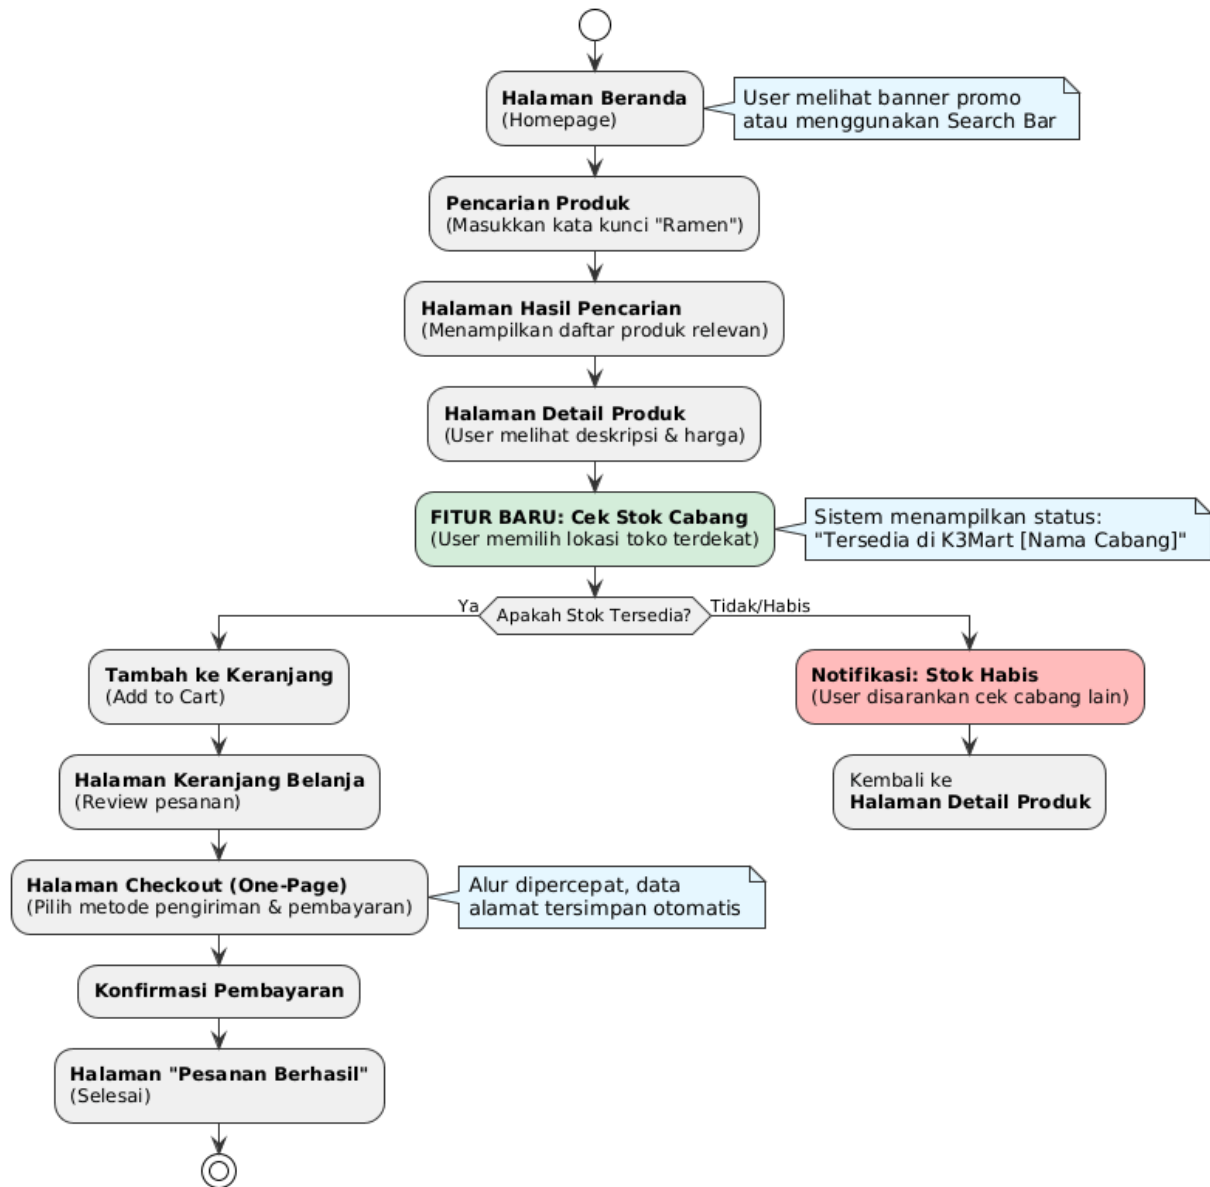 Halaman Beranda
(Homepage)
User melihat banner promo
atau menggunakan Search Bar
Pencarian Produk
(Masukkan kata kunci "Ramen")
Halaman Hasil Pencarian
(Menampilkan daftar produk relevan)
Halaman Detail Produk
(User melihat deskripsi & harga)
FITUR BARU: Cek Stok Cabang
(User memilih lokasi toko terdekat)
Sistem menampilkan status:
"Tersedia di K3Mart [Nama Cabang]"
Ya
Apakah Stok Tersedia?
Tidak/Habis
Tambah ke Keranjang
(Add to Cart)
Halaman Keranjang Belanja
(Review pesanan)
Halaman Checkout (One-Page)
(Pilih metode pengiriman & pembayaran)
Alur dipercepat, data
alamat tersimpan otomatis
Konfirmasi Pembayaran
Halaman "Pesanan Berhasil"
(Selesai)
Notifikasi: Stok Habis
(User disarankan cek cabang lain)
Kembali ke
Halaman Detail Produk